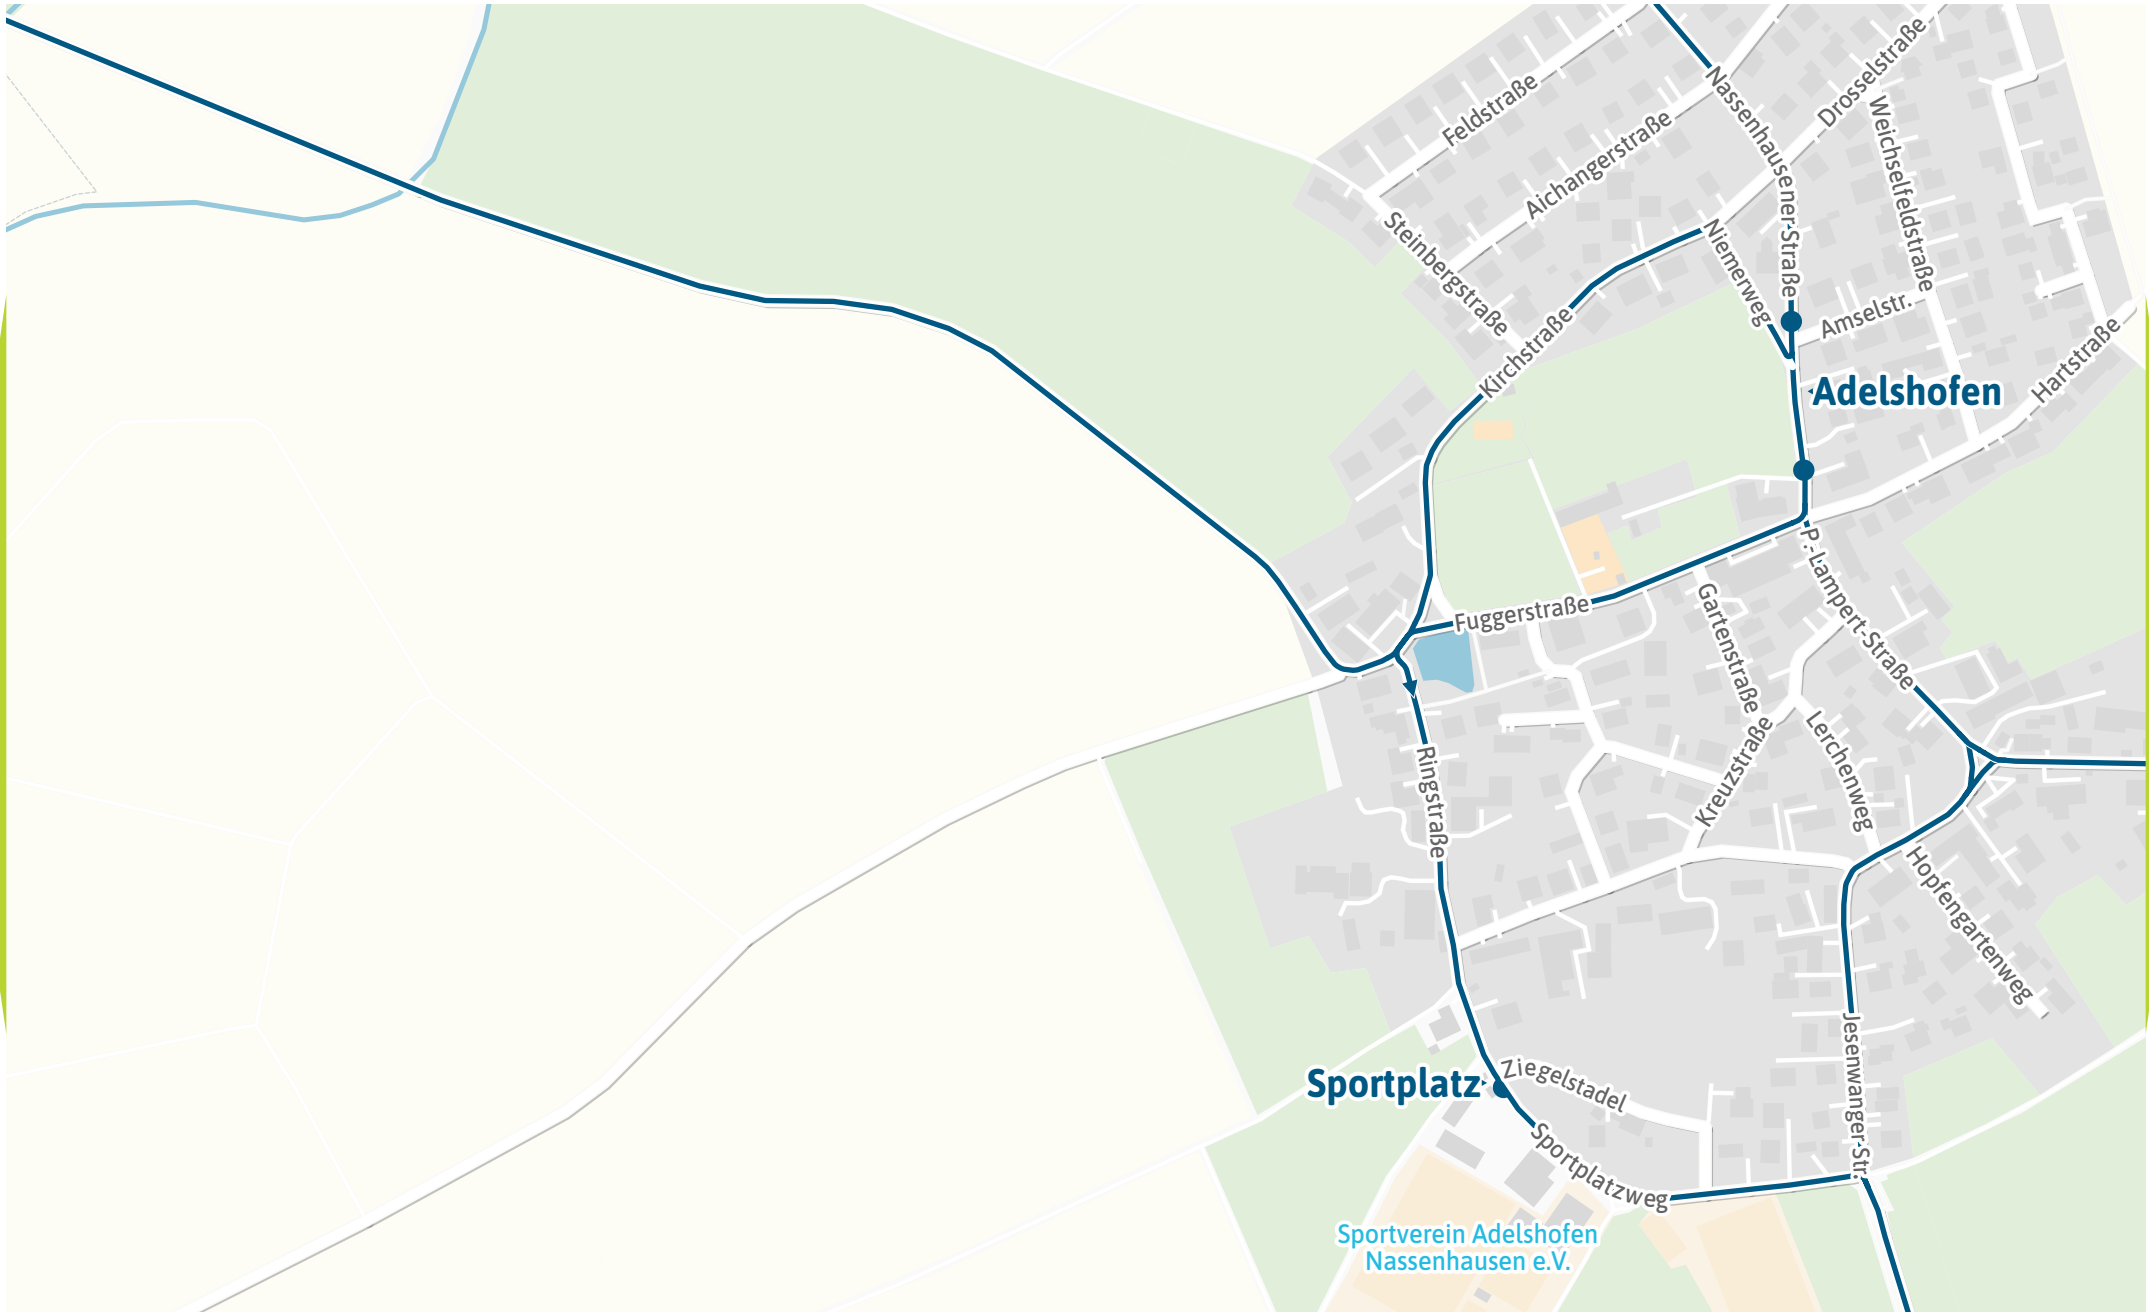 Feldstraße
Nassenhausener Straße
Drosselstraße
Weichselfeldstraße
Aichangerstraße
Steinbergstraße
Niemerweg
Kirchstraße
Amselstr.
Hartstraße
Adelshofen
Fuggerstraße
P.-Lampert-Straße
Gartenstraße
Kreuzstraße
Lerchenweg
Ringstraße
Hopfengartenweg
Jesenwanger Str.
Ziegelstadel
Sportplatz
Sportplatzweg
Sportverein Adelshofen
Nassenhausen e.V.